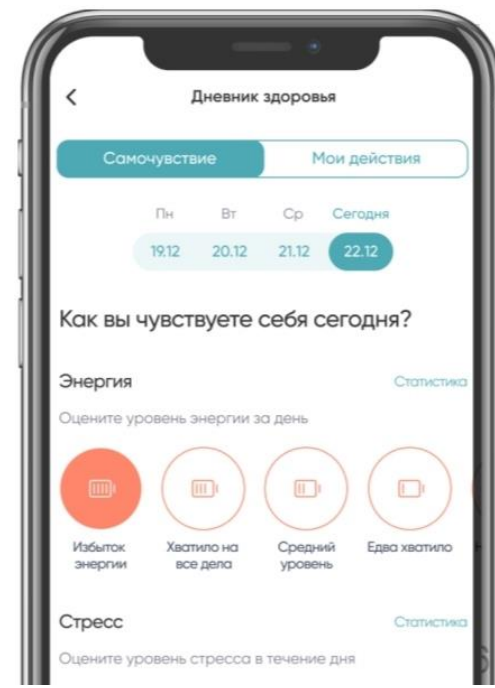 Дневник здоровья
Самочувствие Мои действия
Пн Вт Ср Сегодня
19.12 20.12 21.12 22.12
Как вы чувствуете себя сегодня?
Энергия Статистика
Оцените уровень энергии за день
Избыток энергии
Хватило на все дела
Средний уровень
Едва хватило
Стресс Статистика
Оцените уровень стресса в течение дня